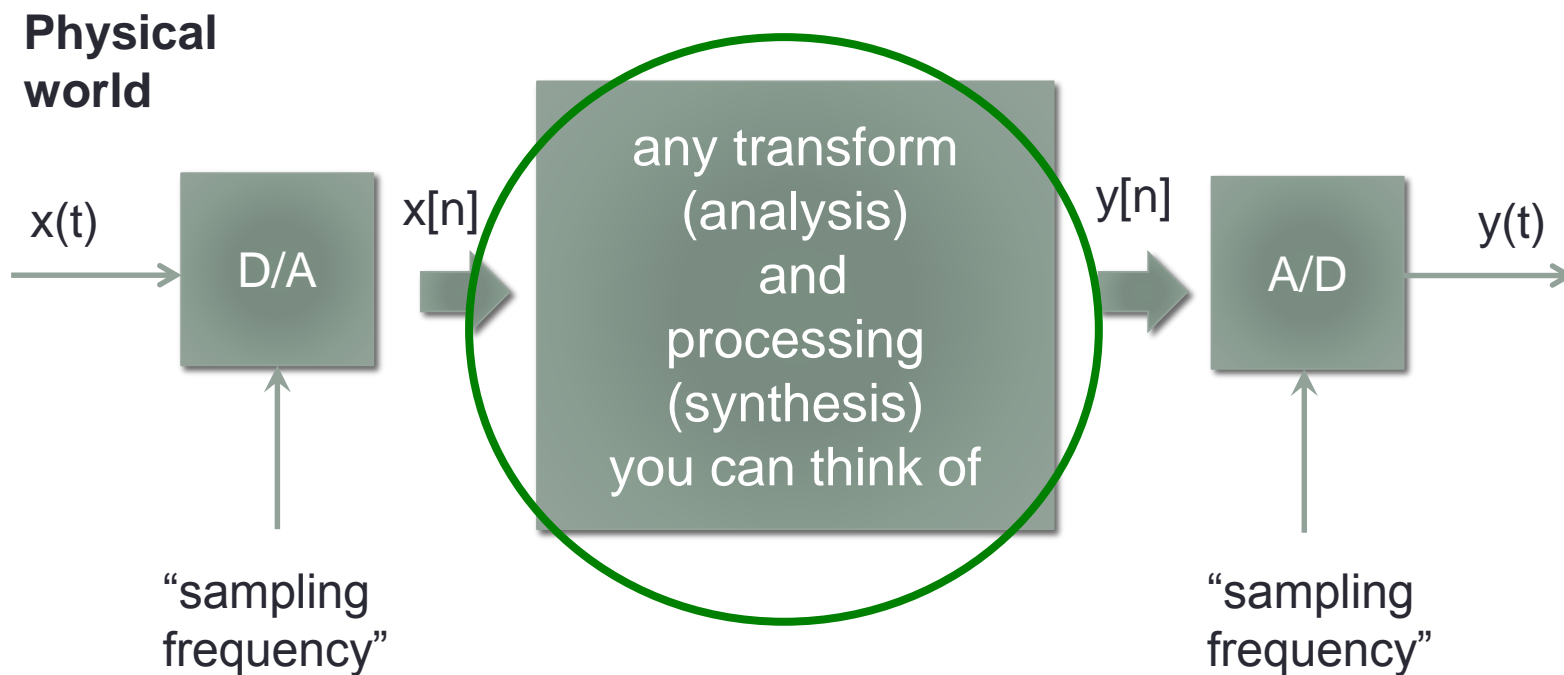 Physical
world
x(t)
D/A
x[n]
any transform
(analysis)
and
processing
(synthesis)
you can think of
y[n]
A/D
y(t)
“sampling
frequency”
“sampling
frequency”